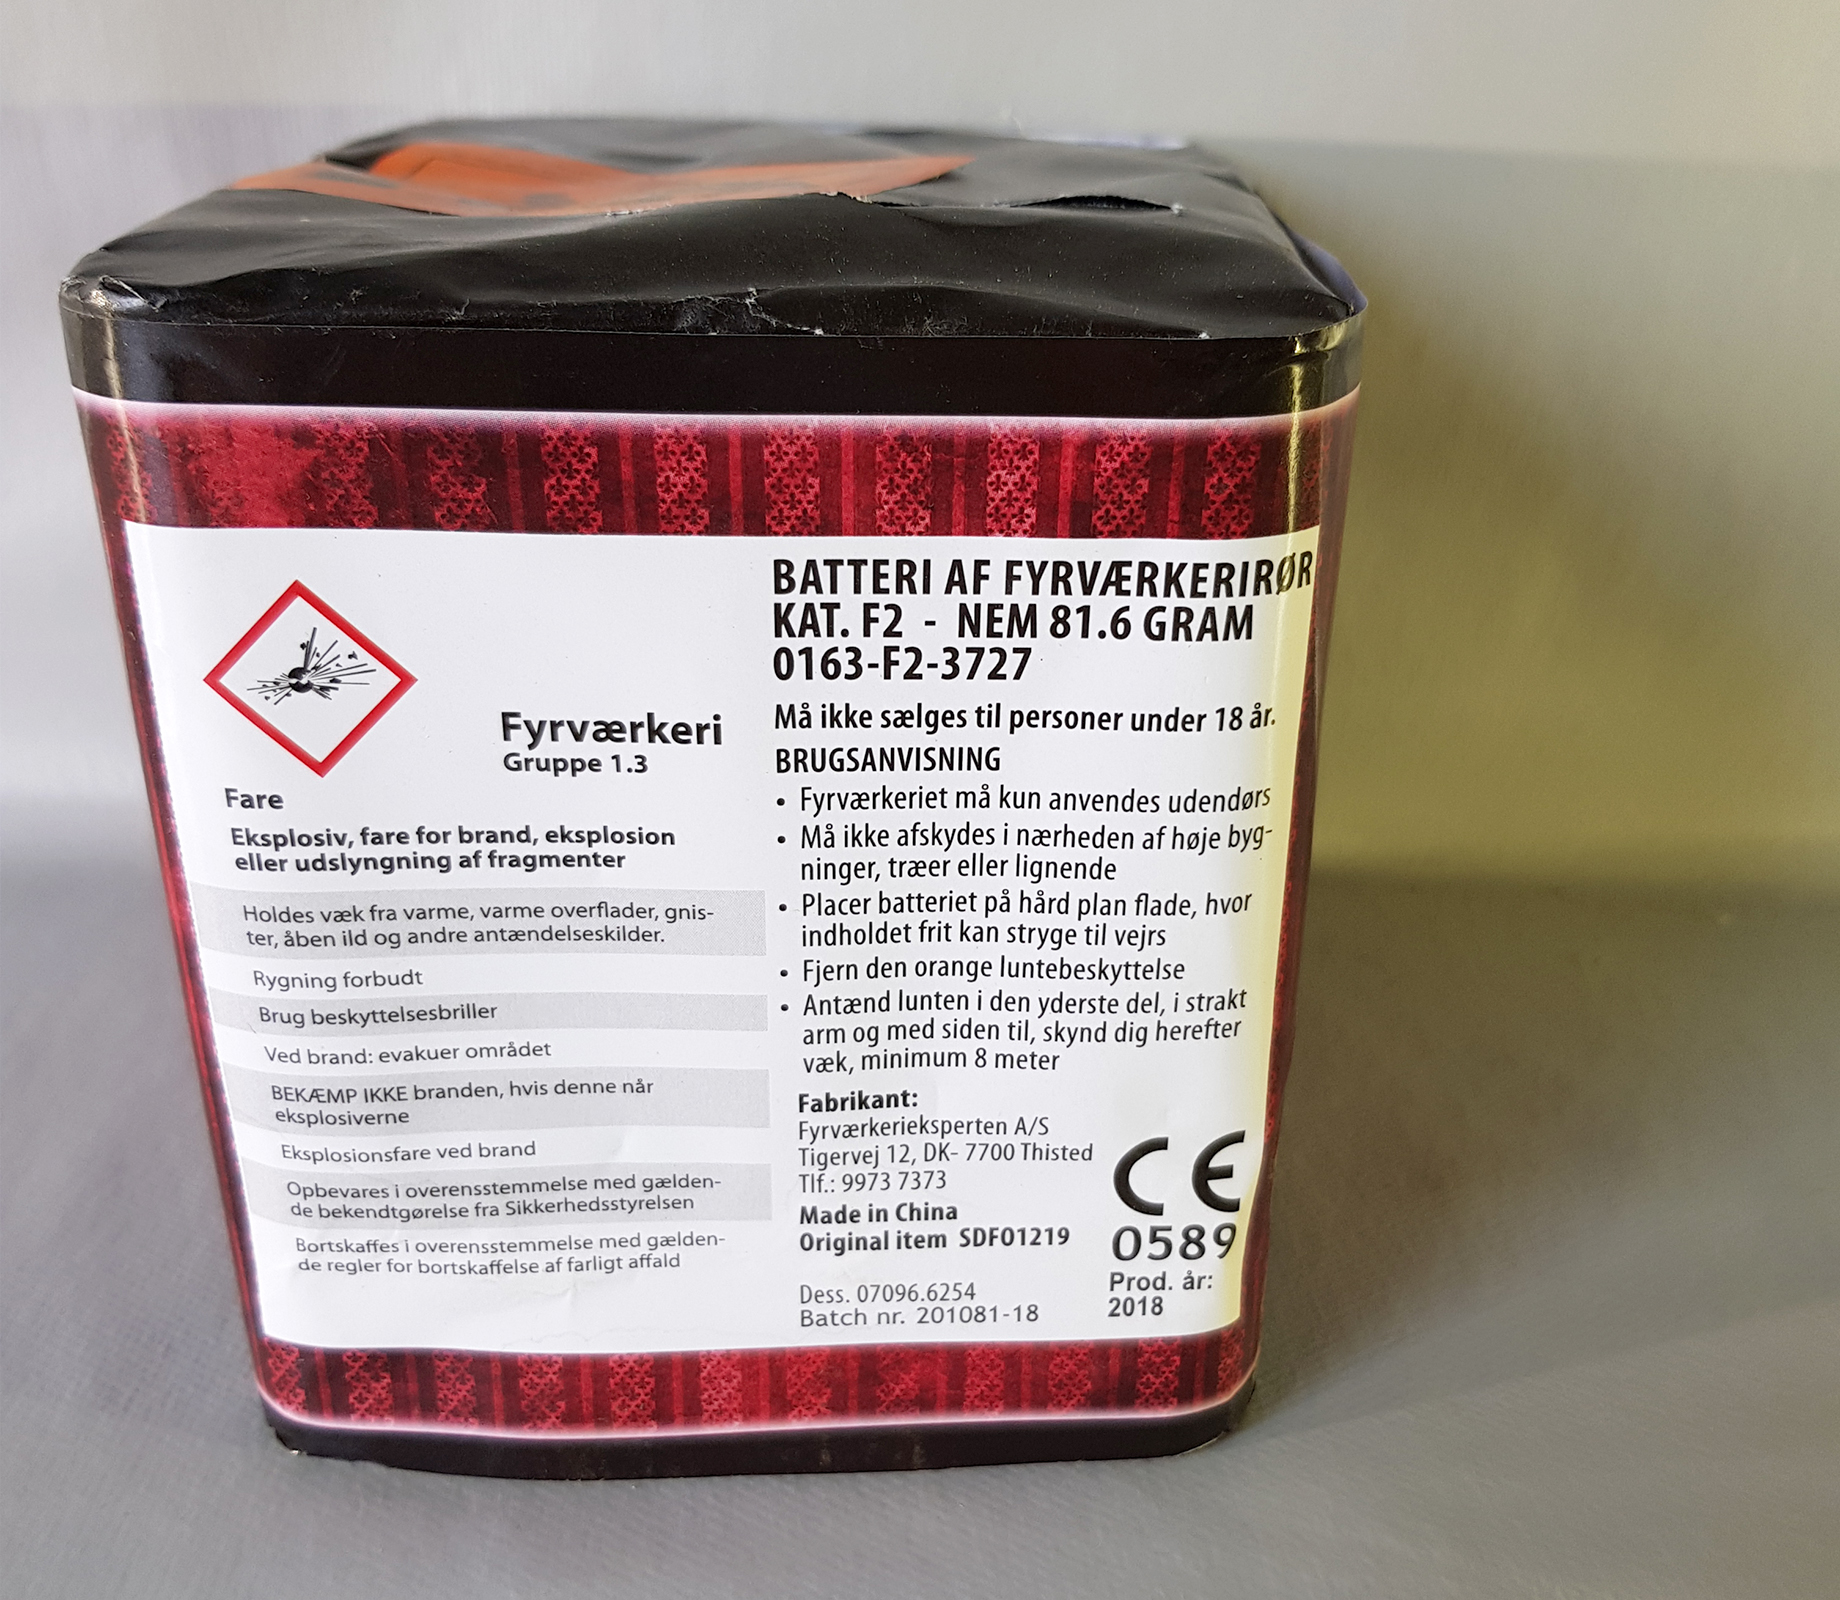 Fyrværkeri
Gruppe 1.3
Fare
Eksplosiv, fare for brand, eksplosion
eller udslyngning af fragmenter
Holdes væk fra varme, varme overflader, gnis-
ter, åben ild og andre antændelseskilder.
Rygning forbudt
Brug beskyttelsesbriller
Ved brand: evakuer området
BEKÆMP IKKE branden, hvis denne når
eksplosiverne
Eksplosionsfare ved brand
Opbevares i overensstemmelse med gælden-
de bekendtgørelse fra Sikkerhedsstyrelsen
Bortskaffes i overensstemmelse med gælden-
de regler for bortskaffelse af farligt affald
BATTERI AF FYRVÆRKERIRØR
KAT. F2 - NEM 81.6 GRAM
0163-F2-3727
Må ikke sælges til personer under 18 år.
BRUGSANVISNING
• Fyrværkeriet må kun anvendes udendørs
• Må ikke afskydes i nærheden af høje byg-
ninger, træer eller lignende
• Placer batteriet på hård plan flade, hvor
indholdet frit kan stryge til vejrs
• Fjern den orange luntebeskyttelse
• Antænd lunten i den yderste del, i strakt
arm og med siden til, skynd dig herefter
væk, minimum 8 meter
Fabrikant:
Fyrværkerieksperten A/S
Tigervej 12, DK- 7700 Thisted
Tlf.: 9973 7373
Made in China
Original item SDFO1219
Dess. 07096.6254
Batch nr. 201081-18
CE
0589
Prod. år:
2018